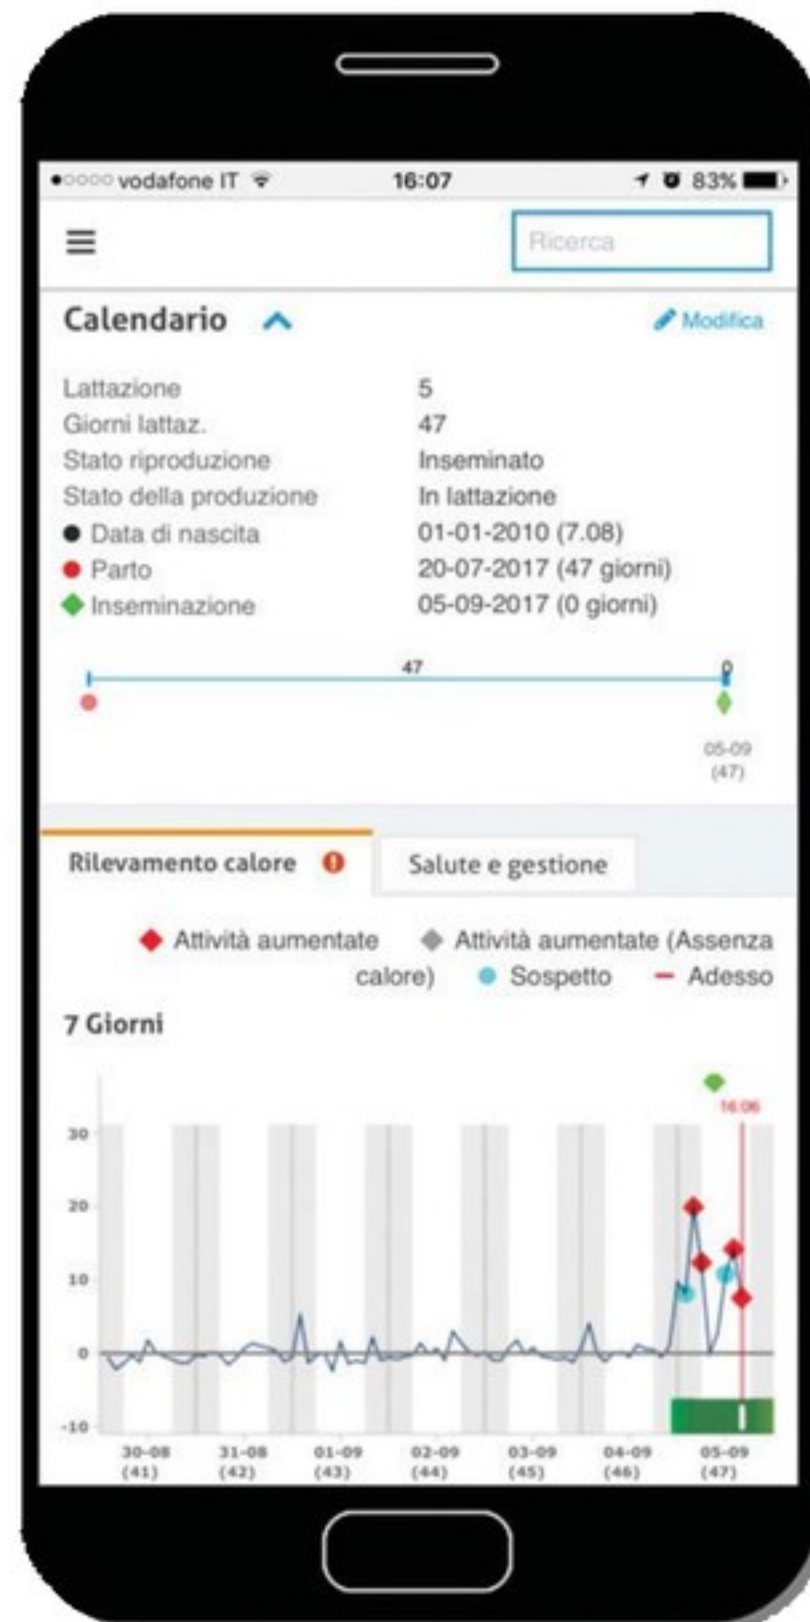 vodafone IT 16:07 83%
Ricerca
Calendario Modifica
Lattazione 5
Giorni lattaz. 47
Stato riproduzione Inseminato
Stato della produzione In lattazione
Data di nascita 01-01-2010 (7.08)
Parto 20-07-2017 (47 giorni)
Inseminazione 05-09-2017 (0 giorni)
47 0
05-09
(47)
Rilevamento calore Salute e gestione
Attività aumentate Attività aumentate (Assenza
calore) Sospetto Adesso
7 Giorni
16:06
30
20
10
0
-10
30-08 31-08 01-09 02-09 03-09 04-09 05-09
(41) (42) (43) (44) (45) (46) (47)